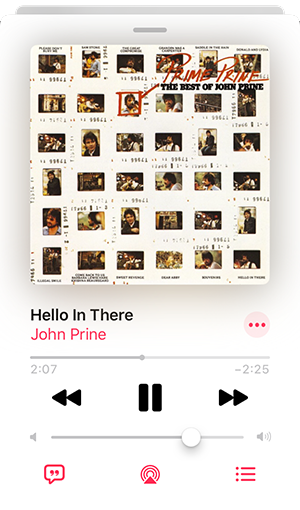 PLEASE DON'T BURY ME
SAM STONE
THE GREAT COMPROMISE
GRANDPA WAS A CARPENTER
SADDLE IN THE RAIN
DONALD AND LYDIA
PRIME PRINE
THE BEST OF JOHN PRINE
ILLEGAL SMILE
COME BACK TO US
BARBARA LEWIS HARE
KRISHNA BEAUREGARD
SWEET REVENGE
DEAR ABBY
SOUVENIRS
HELLO IN THERE
Hello In There
John Prine
2:07
−2:25